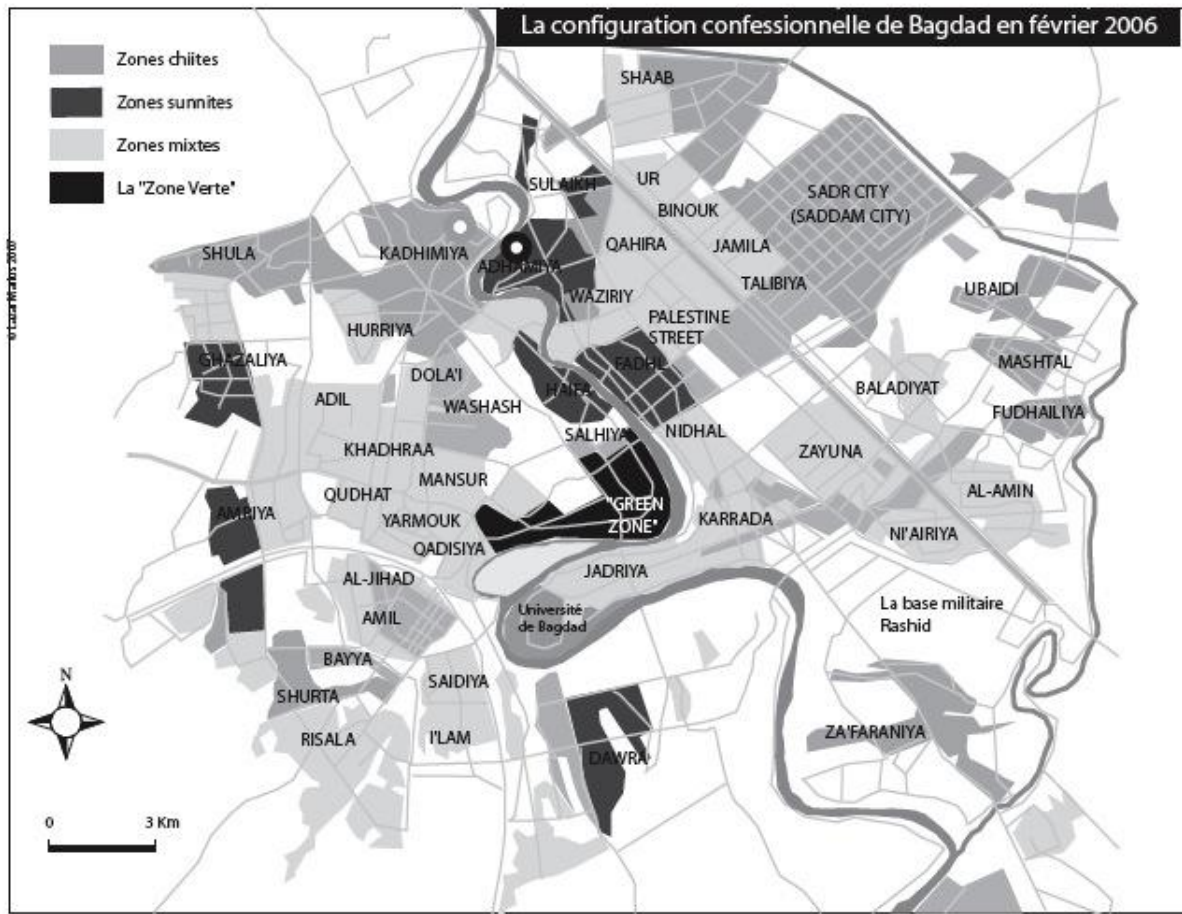 La configuration confessionnelle de Bagdad en février 2006
Zones chiites
Zones sunnites
Zones mixtes
La "Zone Verte"
SHAAB
SULAIKH
UR
BINOUK
SADR CITY
(SADDAM CITY)
SHULA
KADHIMIYA
ADHAMIYA
QAHIRA
JAMILA
TALIBIYA
WAZIRIY
UBAIDI
HURRIYA
PALESTINE
STREET
GHAZALIYA
DOLA'I
FADHL
MASHTAL
ADIL
HAIFA
BALADIYAT
WASHASH
FUDHAILIYA
SALHIYA
NIDHAL
KHADHRAA
ZAYUNA
MANSUR
QUDHAT
AL-AMIN
AMRIYA
YARMOUK
"GREEN
ZONE"
KARRADA
NI'AIRIYA
QADISIYA
AL-JIHAD
JADRIYA
AMIL
Université
de Bagdad
La base militaire
Rashid
BAYYA
SAIDIYA
SHURTA
RISALA
I'LAM
ZA'FARANIYA
DAWRA
N
0 3 Km